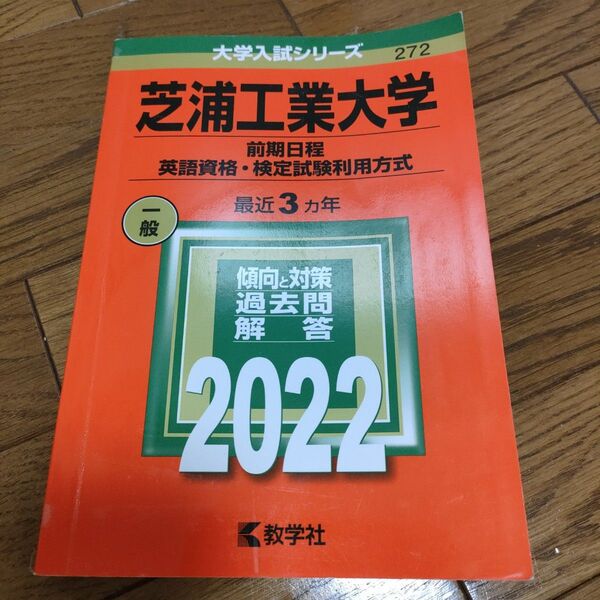 大学入試シリーズ
272
芝浦工業大学
前期日程
英語資格・検定試験利用方式
最近3ヵ年
一般
傾向と対策
過去問
解答
2022
教学社